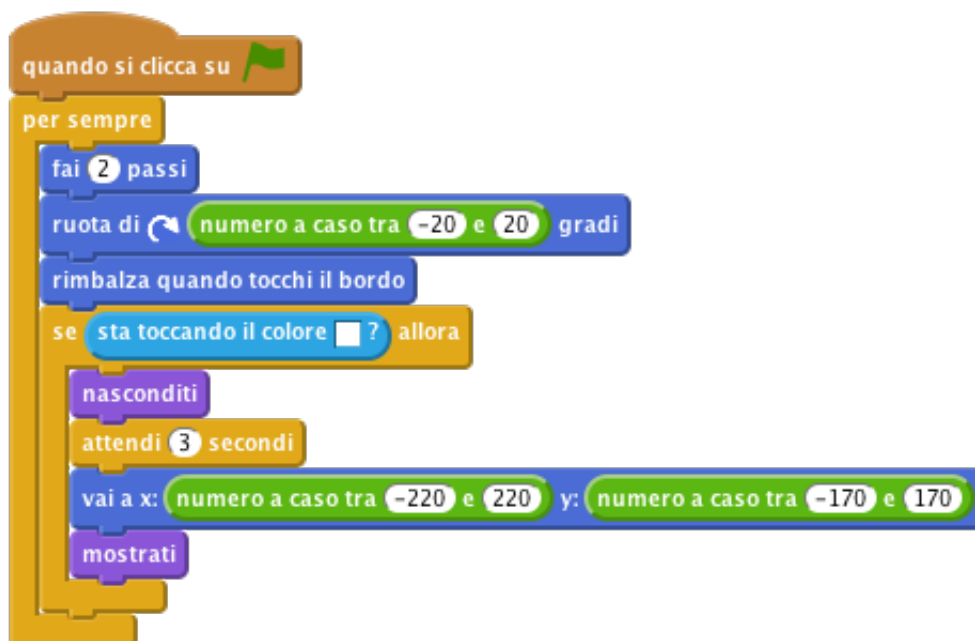 quando si clicca su
per sempre
fai 2 passi
ruota di numero a caso tra -20 e 20 gradi
rimbalza quando tocchi il bordo
se sta toccando il colore ? allora
nasconditi
attendi 3 secondi
vai a x: numero a caso tra -220 e 220 y: numero a caso tra -170 e 170
mostrati